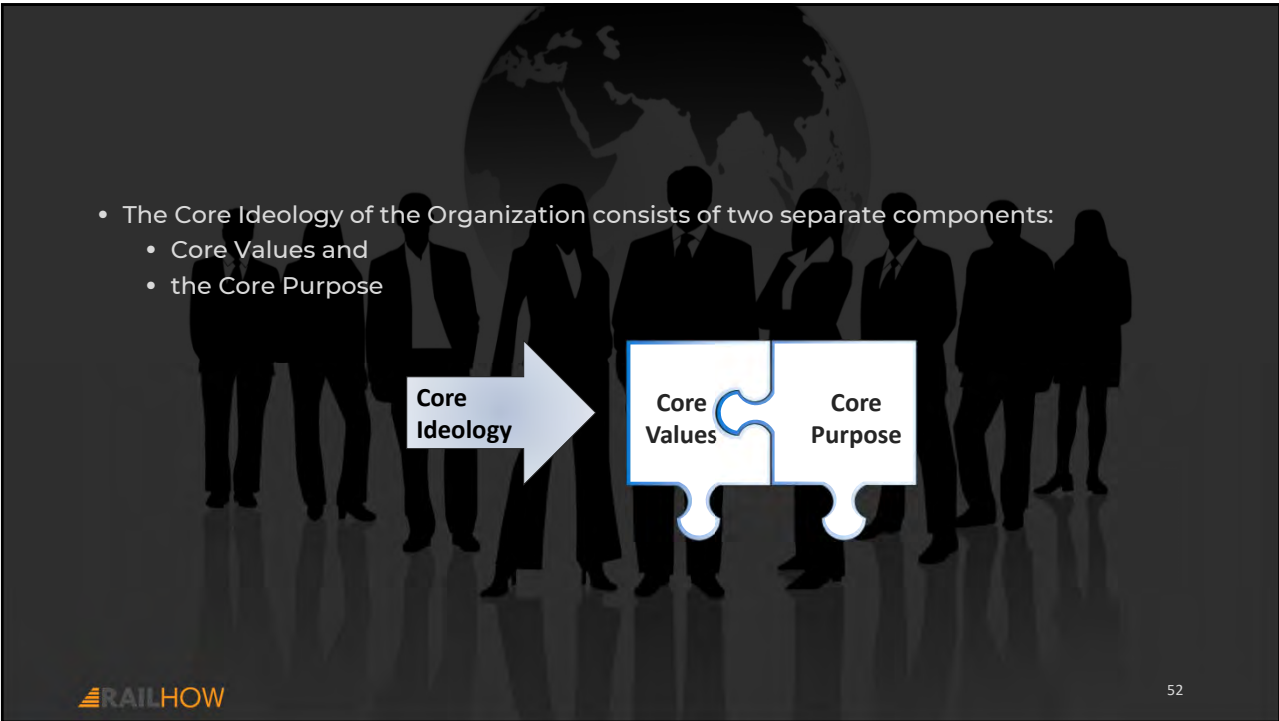 • The Core Ideology of the Organization consists of two separate components:
• Core Values and
• the Core Purpose
Core
Ideology
Core
Values
Core
Purpose
RAILHOW
52